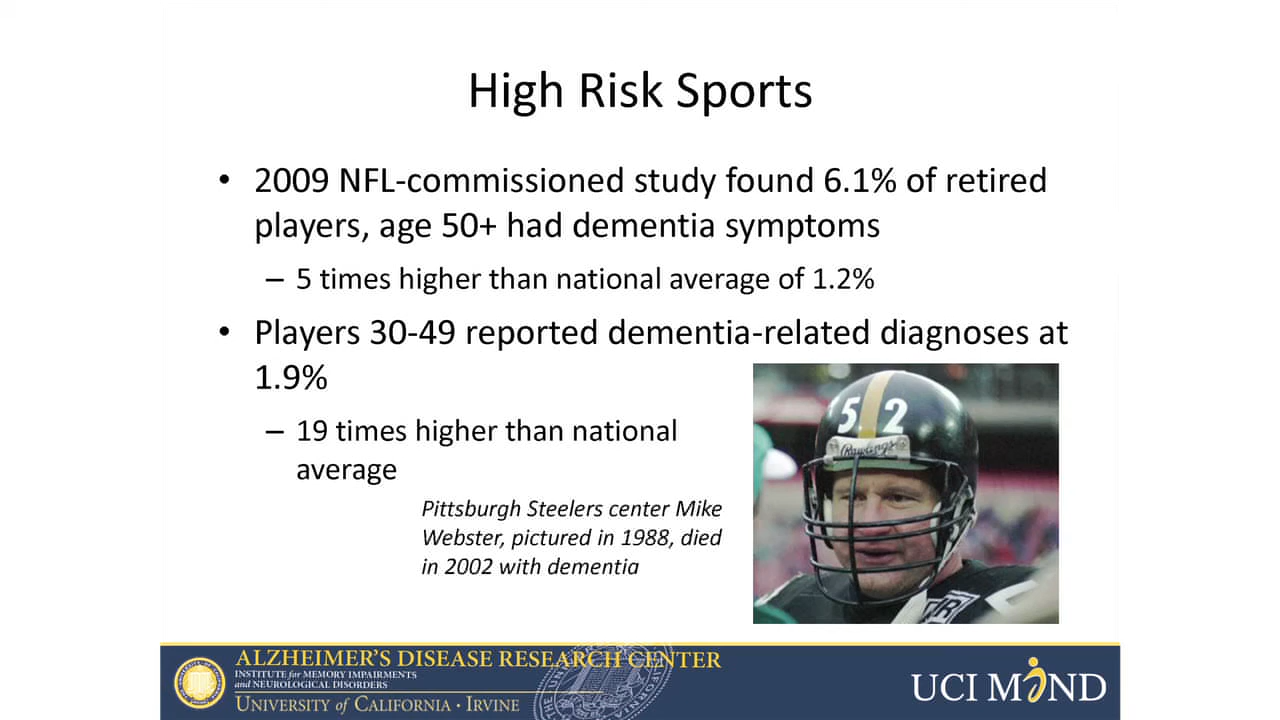 High Risk Sports
• 2009 NFL-commissioned study found 6.1% of retired
players, age 50+ had dementia symptoms
– 5 times higher than national average of 1.2%
• Players 30-49 reported dementia-related diagnoses at
1.9%
– 19 times higher than national
average
Pittsburgh Steelers center Mike
Webster, pictured in 1988, died
in 2002 with dementia
52
Rawlings
ALZHEIMER'S DISEASE RESEARCH CENTER
INSTITUTE for MEMORY IMPAIRMENTS
and NEUROLOGICAL DISORDERS
UNIVERSITY of CALIFORNIA • IRVINE
UCI MIND